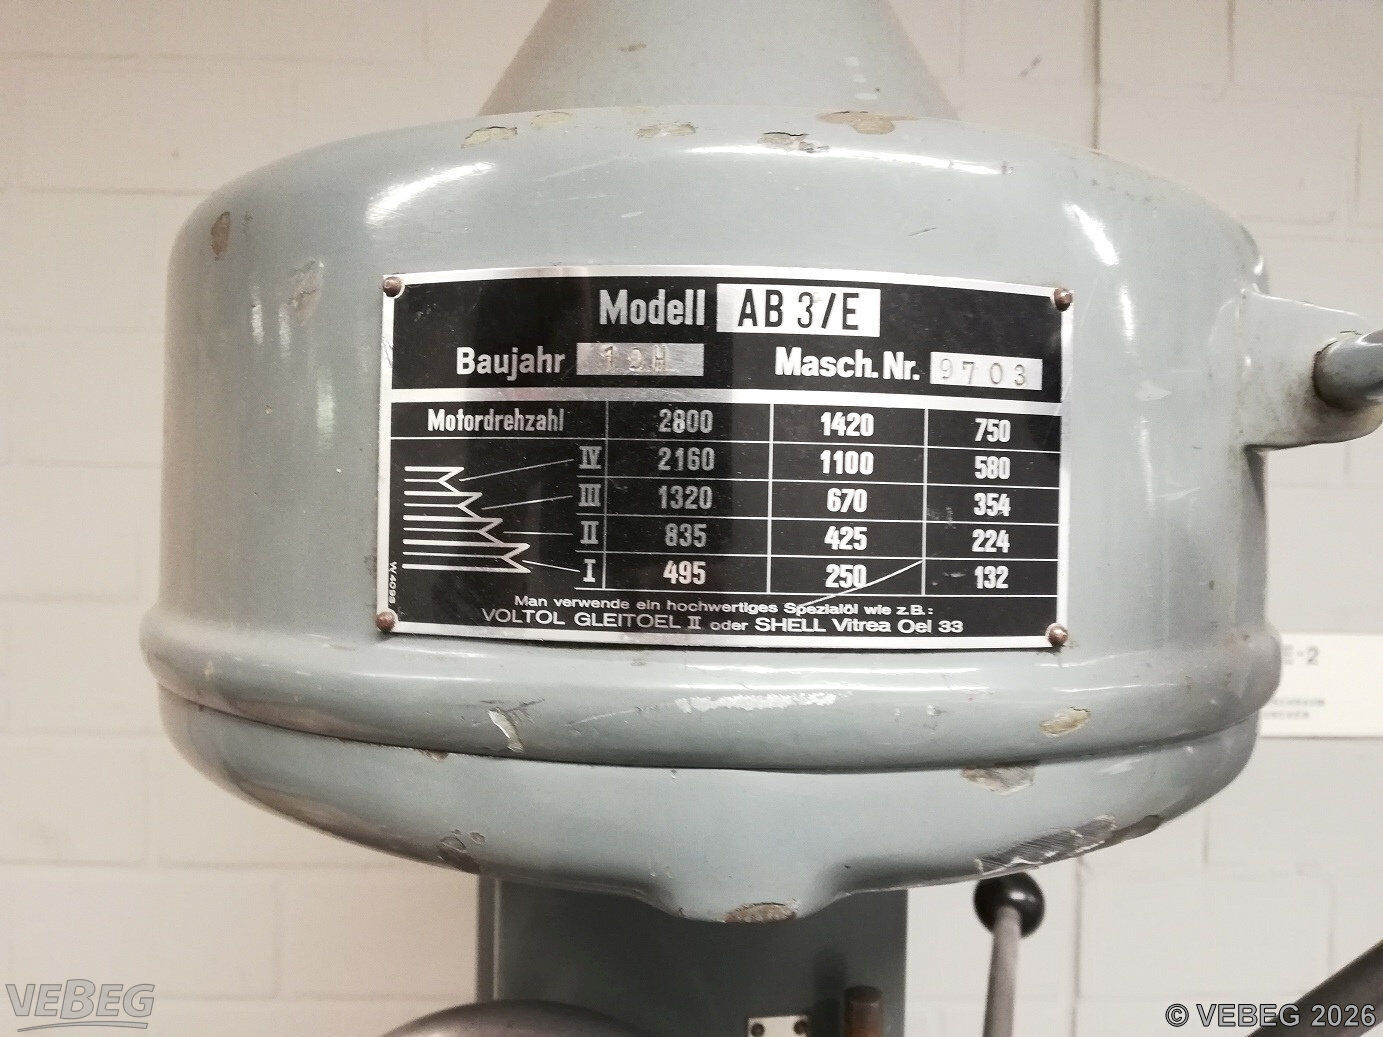 Modell AB 3/E
Baujahr Masch. Nr. 9703
Motordrehzahl 2800 1420 750
IV 2160 1100 580
III 1320 670 354
II 835 425 224
I 495 250 132
W4093
Man verwende ein hochwertiges Spezialöl wie z.B.:
VOLTOL GLEITOEL II oder SHELL Vitrea Oel 33
VEBEG
© VEBEG 2026